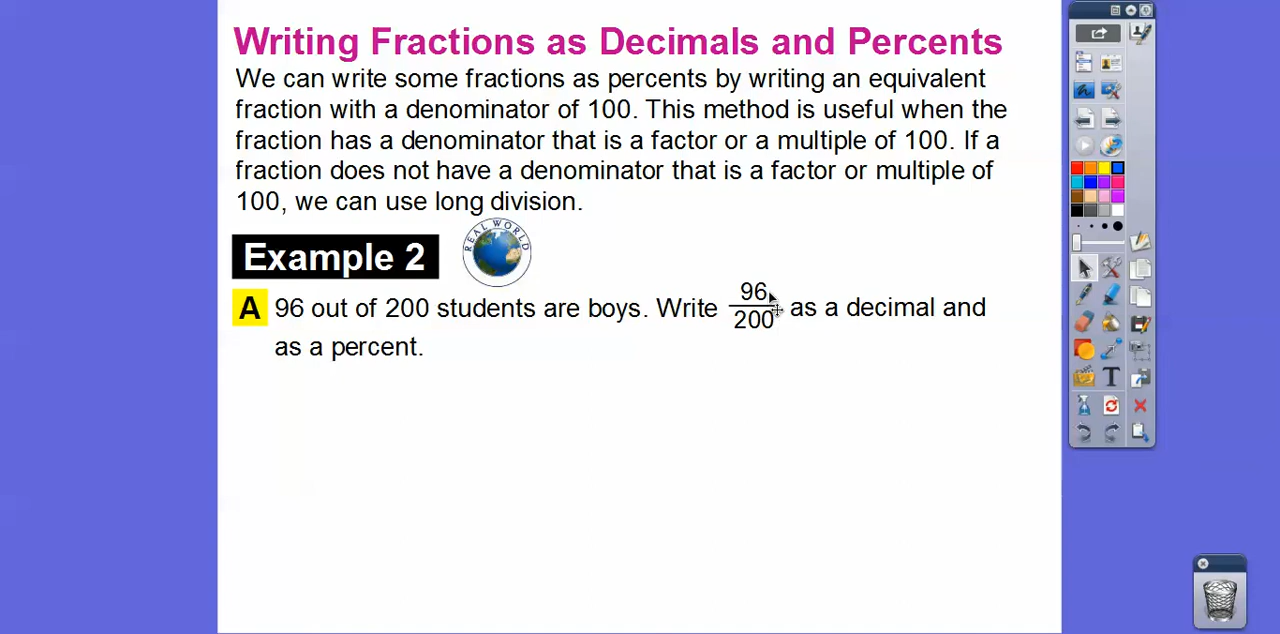 Writing Fractions as Decimals and Percents
We can write some fractions as percents by writing an equivalent
fraction with a denominator of 100. This method is useful when the
fraction has a denominator that is a factor or a multiple of 100. If a
fraction does not have a denominator that is a factor or multiple of
100, we can use long division.
Example 2
REAL WORLD
A 96 out of 200 students are boys. Write 96/200 as a decimal and
as a percent.
T